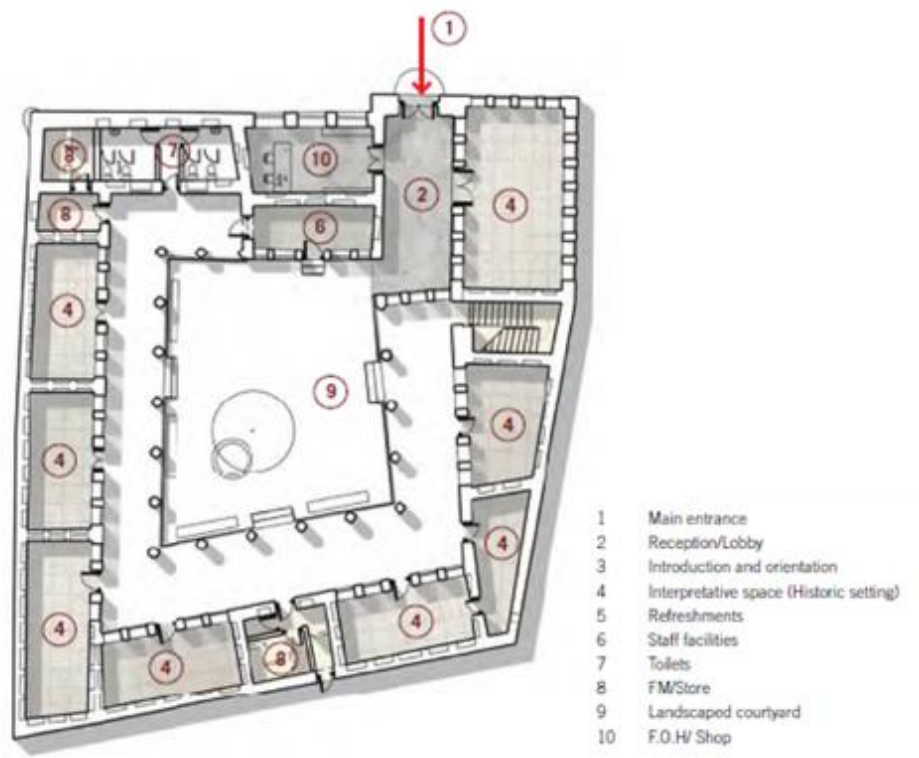 1
10
7
8
2
4
8
6
4
9
4
4
4
4
4
8
4
1 Main entrance
2 Reception/Lobby
3 Introduction and orientation
4 Interpretative space (Historic setting)
5 Refreshments
6 Staff facilities
7 Toilets
8 FM/Store
9 Landscaped courtyard
10 F.O.H/ Shop